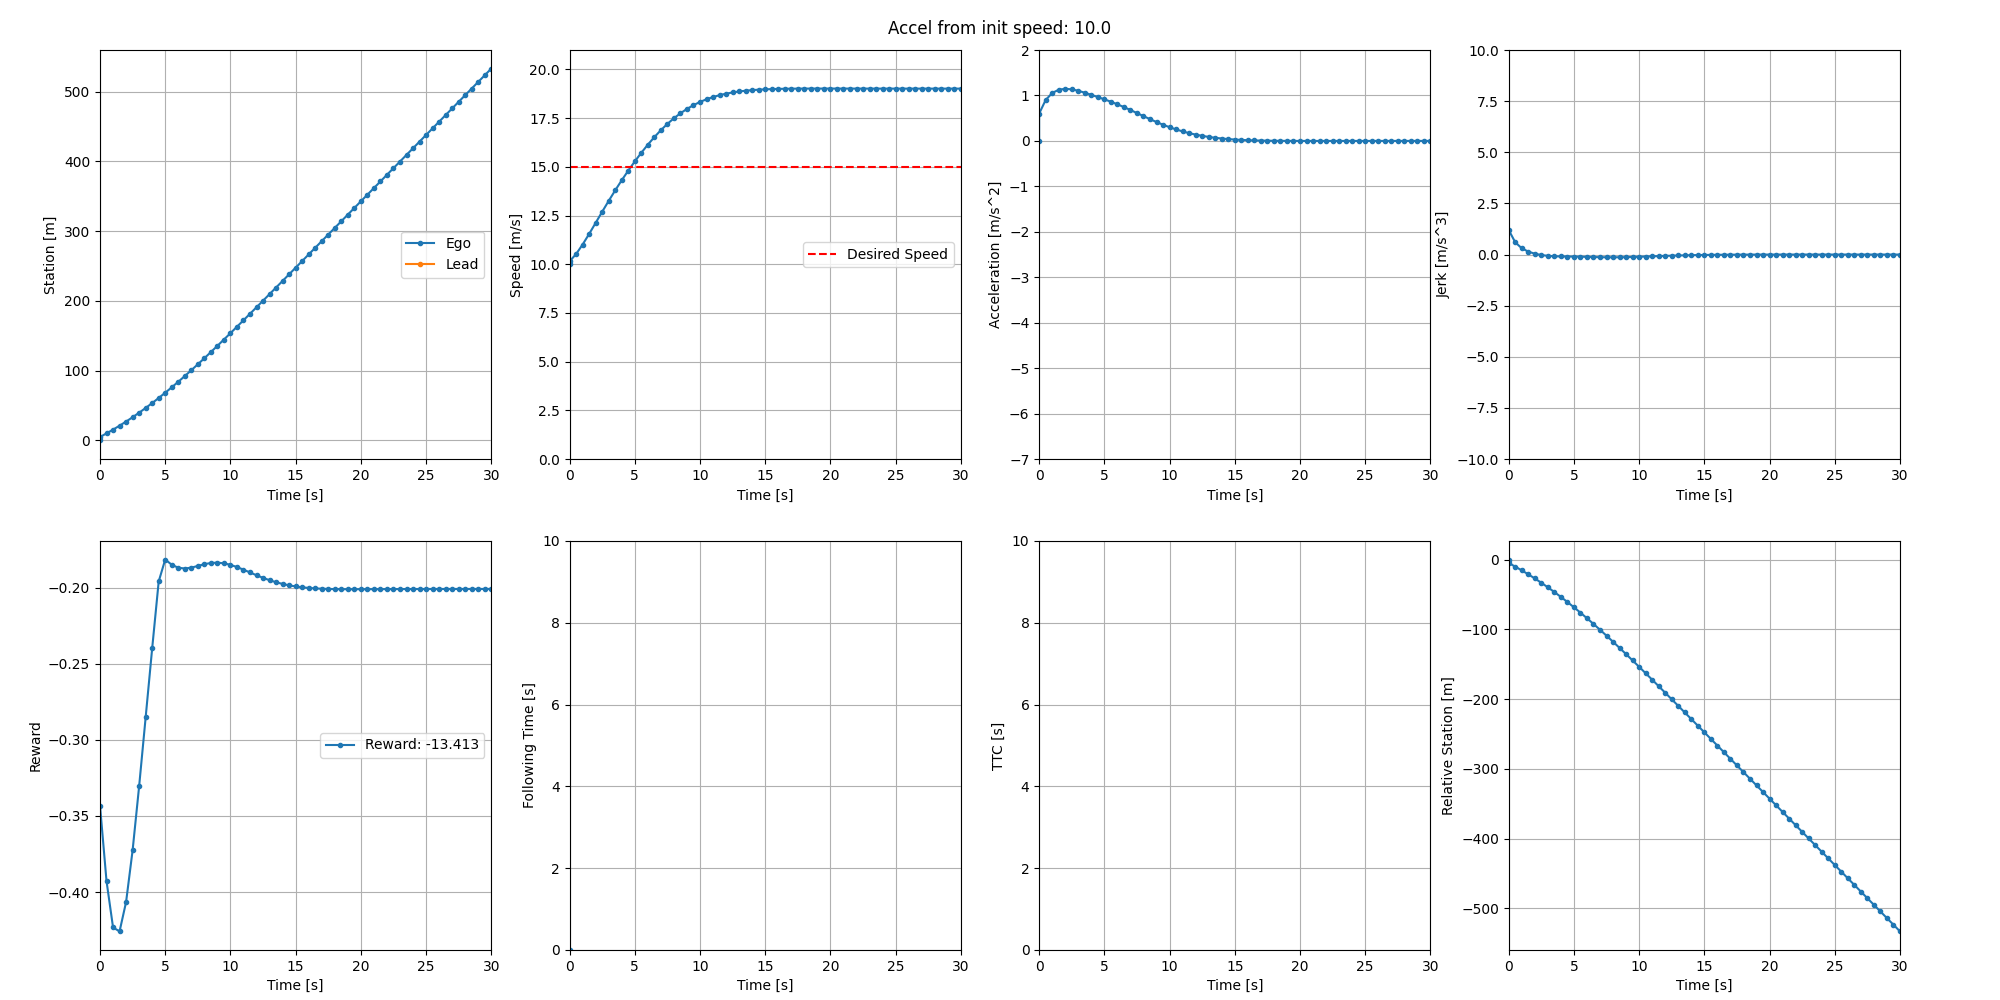 Accel from init speed: 10.0
Station [m]
500
400
300
200
100
0
Ego
Lead
0 5 10 15 20 25 30
Time [s]
Speed [m/s]
20.0
17.5
15.0
12.5
10.0
7.5
5.0
2.5
0.0
Desired Speed
0 5 10 15 20 25 30
Time [s]
Acceleration [m/s^2]
2
1
0
−1
−2
−3
−4
−5
−6
−7
0 5 10 15 20 25 30
Time [s]
Jerk [m/s^3]
10.0
7.5
5.0
2.5
0.0
−2.5
−5.0
−7.5
−10.0
0 5 10 15 20 25 30
Time [s]
Reward
−0.20
−0.25
−0.30
−0.35
−0.40
Reward: -13.413
0 5 10 15 20 25 30
Time [s]
Following Time [s]
10
8
6
4
2
0
0 5 10 15 20 25 30
Time [s]
TTC [s]
10
8
6
4
2
0
0 5 10 15 20 25 30
Time [s]
Relative Station [m]
0
−100
−200
−300
−400
−500
0 5 10 15 20 25 30
Time [s]